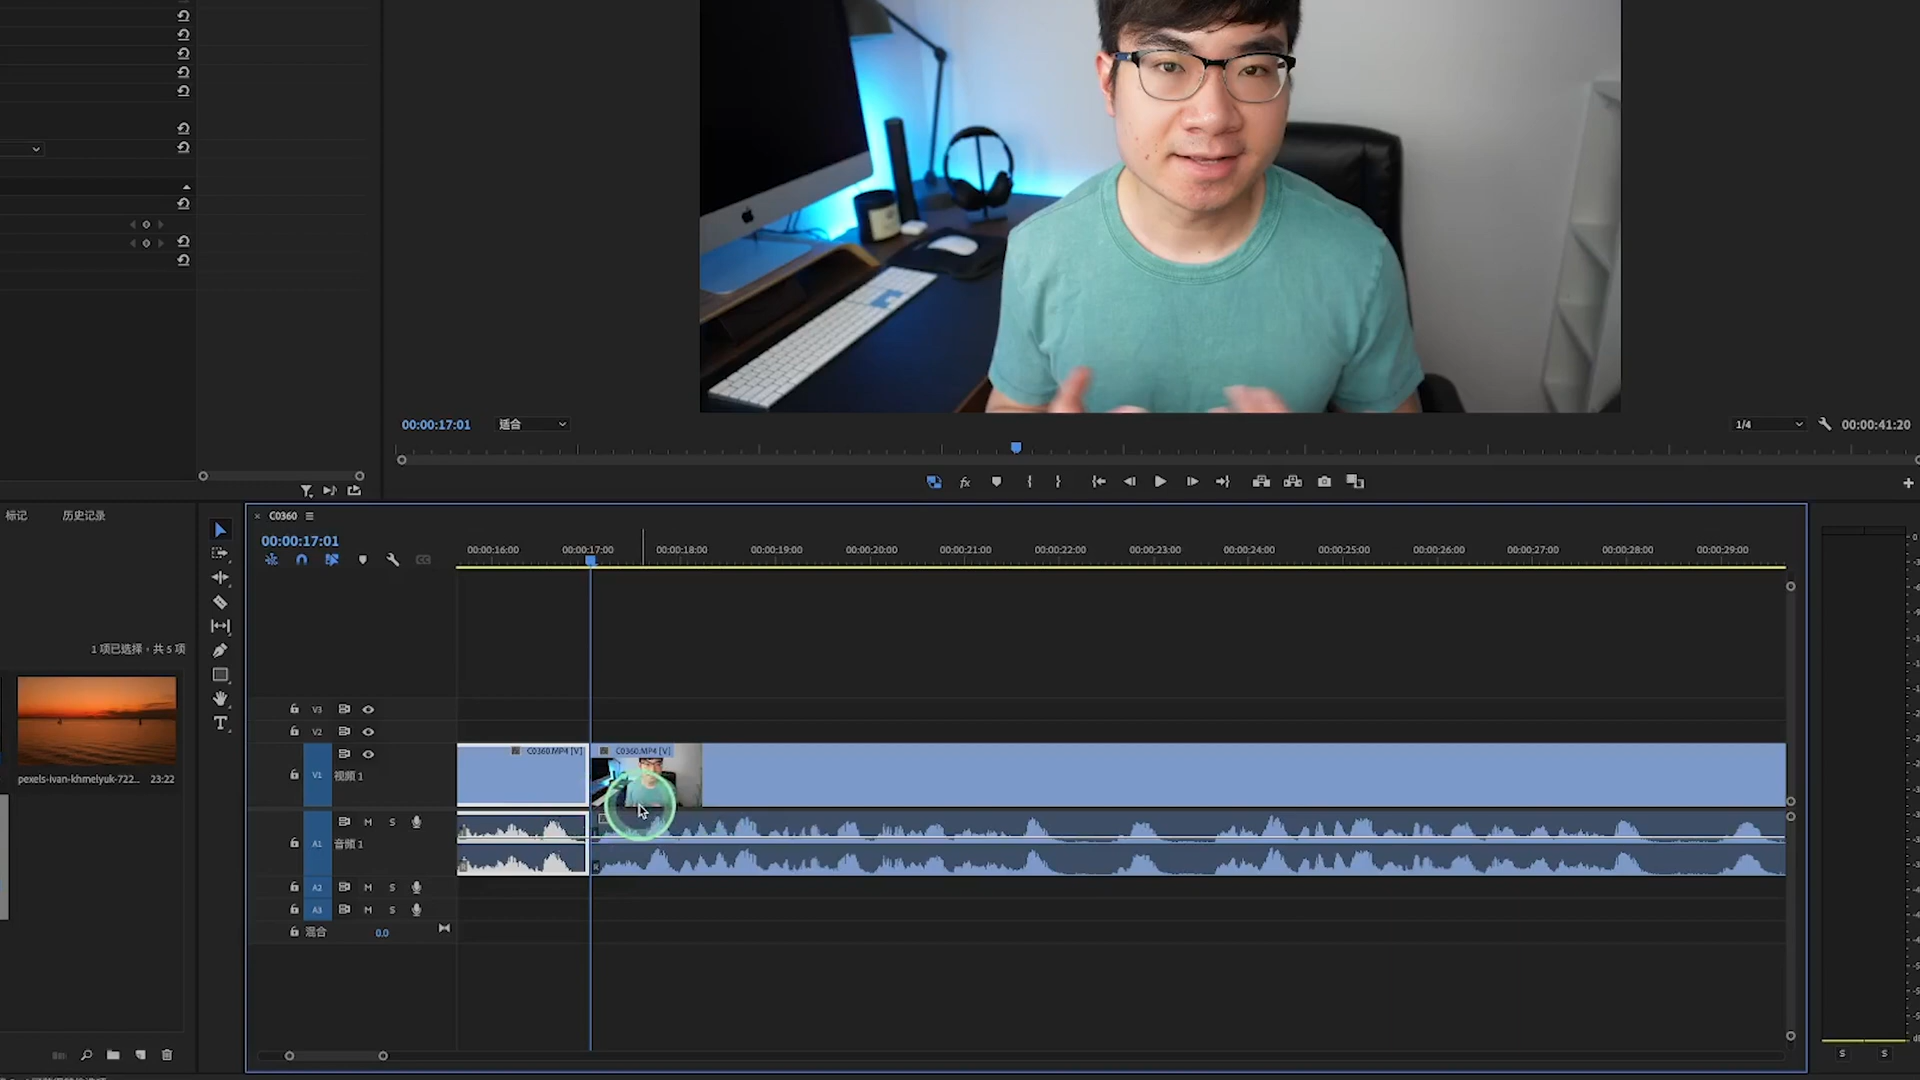 00:00:17:01
适合
1/4
00:00:41:20
fx
标记
历史记录
1 项已选择，共 5 项
pexels-ivan-khmelyuk-722...
23:22
× C0360
00:00:17:01
00:00:16:00
00:00:17:00
00:00:18:00
00:00:19:00
00:00:20:00
00:00:21:00
00:00:22:00
00:00:23:00
00:00:24:00
00:00:25:00
00:00:26:00
00:00:27:00
00:00:28:00
00:00:29:00
V3
V2
V1
视频 1
C0360.MP4 [V]
C0360.MP4 [V]
A1
M
S
音频 1
A2
M
S
A3
M
S
混合
0.0
S
S